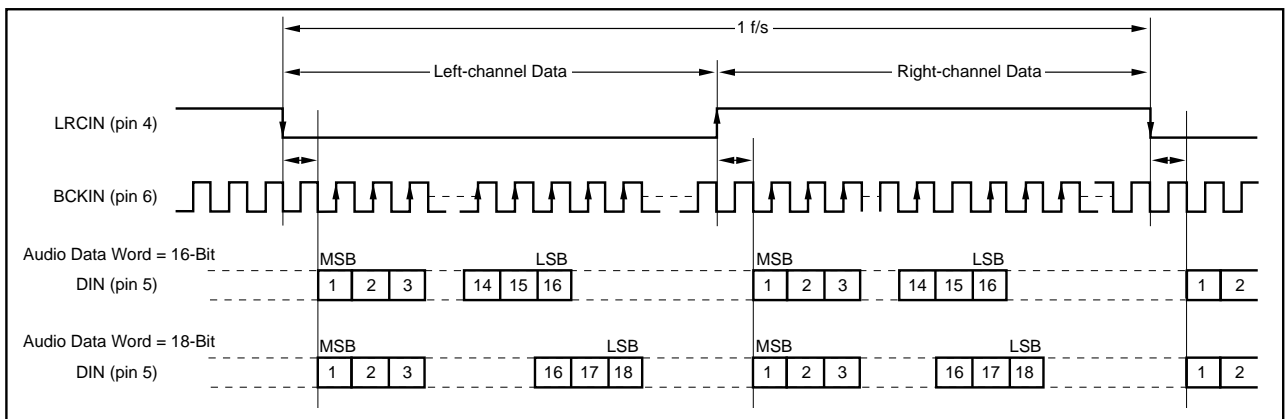 1 f/s
Left-channel Data
Right-channel Data
LRCIN (pin 4)
BCKIN (pin 6)
Audio Data Word = 16-Bit
MSB LSB MSB LSB
DIN (pin 5) 1 2 3 14 15 16 1 2 3 14 15 16 1 2
Audio Data Word = 18-Bit
MSB LSB MSB LSB
DIN (pin 5) 1 2 3 16 17 18 1 2 3 16 17 18 1 2